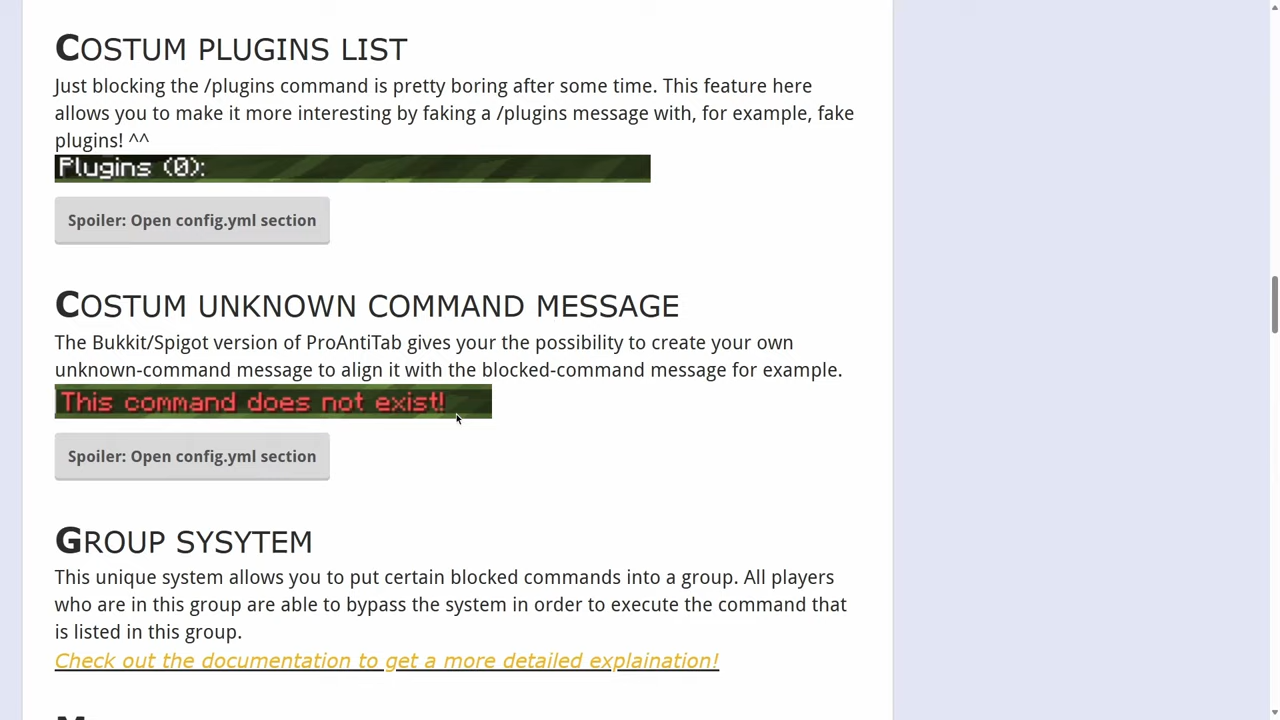 COSTUM PLUGINS LIST
Just blocking the /plugins command is pretty boring after some time. This feature here
allows you to make it more interesting by faking a /plugins message with, for example, fake
plugins! ^^
Plugins (0):
Spoiler: Open config.yml section
COSTUM UNKNOWN COMMAND MESSAGE
The Bukkit/Spigot version of ProAntiTab gives your the possibility to create your own
unknown-command message to align it with the blocked-command message for example.
This command does not exist!
Spoiler: Open config.yml section
GROUP SYSYTEM
This unique system allows you to put certain blocked commands into a group. All players
who are in this group are able to bypass the system in order to execute the command that
is listed in this group.
Check out the documentation to get a more detailed explaination!